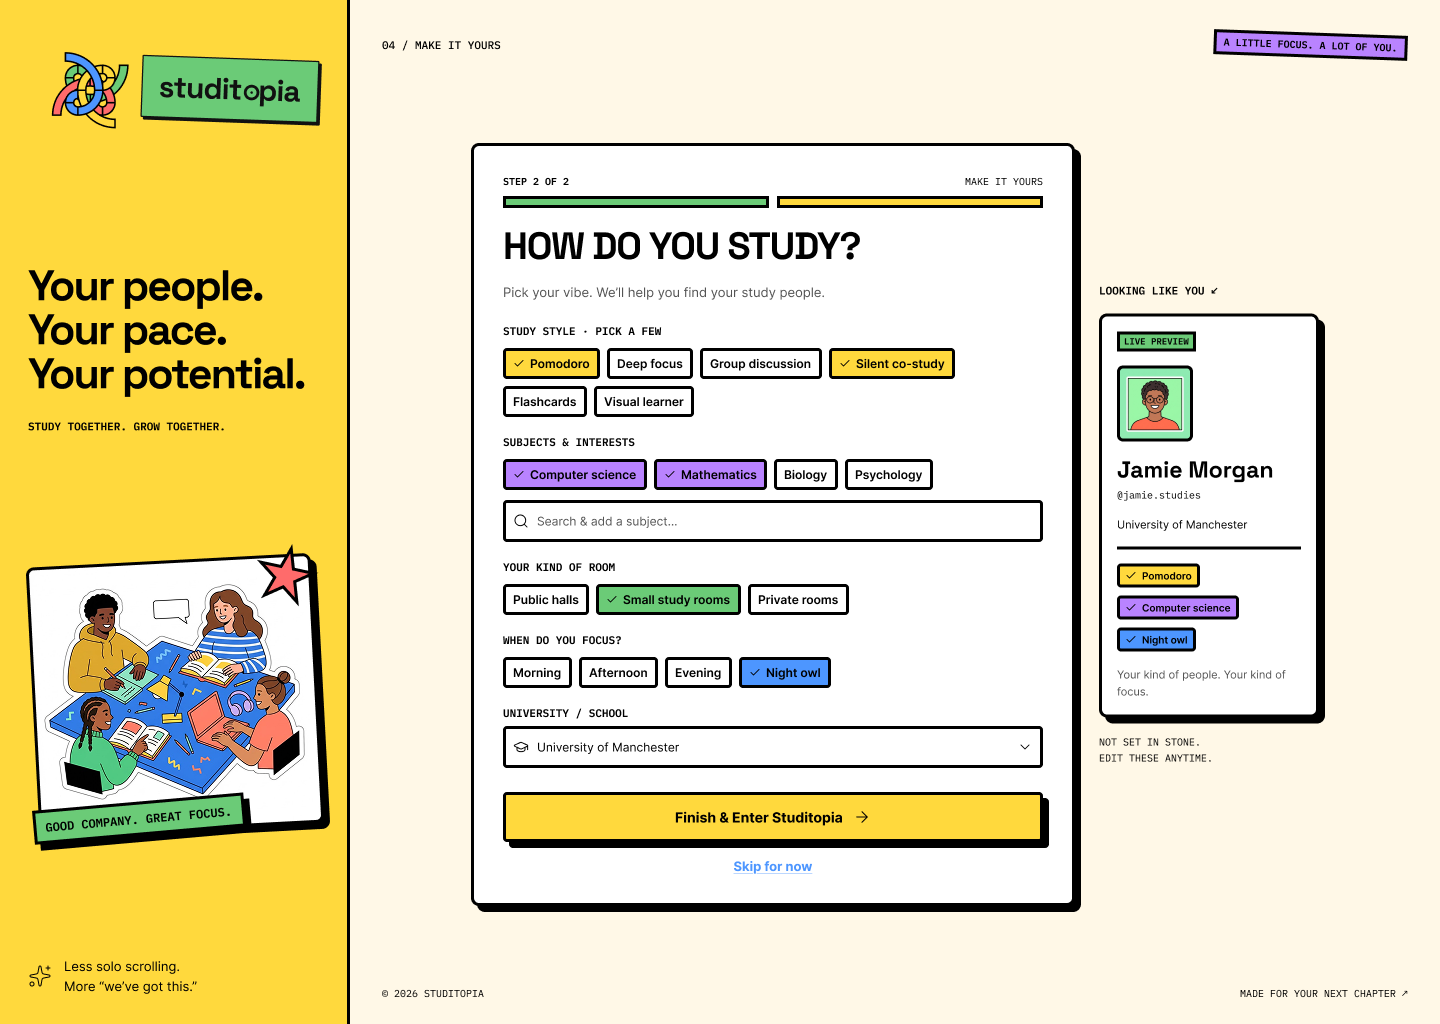 studitopia
Your people.
Your pace.
Your potential.
STUDY TOGETHER. GROW TOGETHER.
GOOD COMPANY. GREAT FOCUS.
Less solo scrolling.
More “we’ve got this.”
04 / MAKE IT YOURS
A LITTLE FOCUS. A LOT OF YOU.
STEP 2 OF 2
MAKE IT YOURS
HOW DO YOU STUDY?
Pick your vibe. We’ll help you find your study people.
STUDY STYLE · PICK A FEW
Pomodoro
Deep focus
Group discussion
Silent co-study
Flashcards
Visual learner
SUBJECTS & INTERESTS
Computer science
Mathematics
Biology
Psychology
Search & add a subject...
YOUR KIND OF ROOM
Public halls
Small study rooms
Private rooms
WHEN DO YOU FOCUS?
Morning
Afternoon
Evening
Night owl
UNIVERSITY / SCHOOL
University of Manchester
Finish & Enter Studitopia →
Skip for now
LOOKING LIKE YOU ↙
LIVE PREVIEW
Jamie Morgan
@jamie.studies
University of Manchester
Pomodoro
Computer science
Night owl
Your kind of people. Your kind of
focus.
NOT SET IN STONE.
EDIT THESE ANYTIME.
© 2026 STUDITOPIA
MADE FOR YOUR NEXT CHAPTER ↗